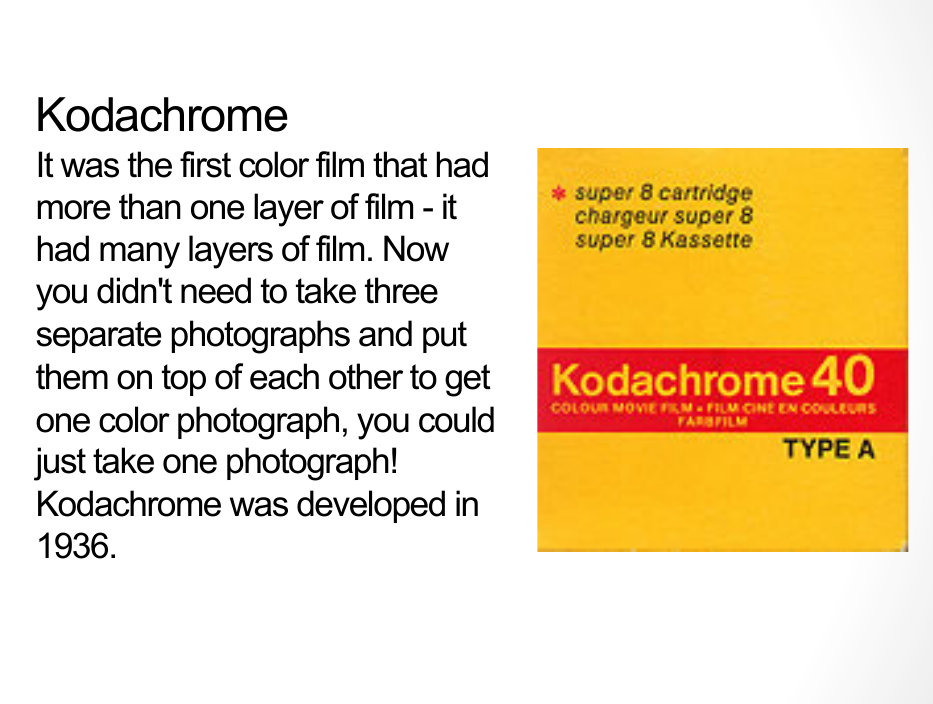 Kodachrome
It was the first color film that had
more than one layer of film - it
had many layers of film. Now
you didn't need to take three
separate photographs and put
them on top of each other to get
one color photograph, you could
just take one photograph!
Kodachrome was developed in
1936.
* super 8 cartridge
chargeur super 8
super 8 Kassette
Kodachrome 40
COLOUR MOVIE FILM • FILM CINE EN COULEURS
FARBFILM
TYPE A